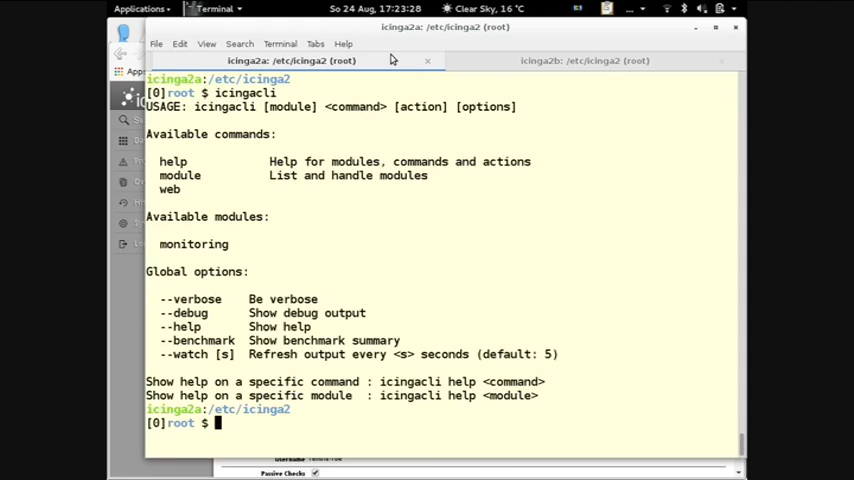 Applications
Terminal
So 24 Aug, 17:23:28
Clear Sky, 16 °C
icinga2a: /etc/icinga2 (root)
File Edit View Search Terminal Tabs Help
icinga2a: /etc/icinga2 (root)
icinga2b: /etc/icinga2 (root)
icinga2a:/etc/icinga2
[0]root $ icingacli
USAGE: icingacli [module] <command> [action] [options]
Available commands:
help Help for modules, commands and actions
module List and handle modules
web
Available modules:
monitoring
Global options:
--verbose Be verbose
--debug Show debug output
--help Show help
--benchmark Show benchmark summary
--watch [s] Refresh output every <s> seconds (default: 5)
Show help on a specific command : icingacli help <command>
Show help on a specific module : icingacli help <module>
icinga2a:/etc/icinga2
[0]root $
Passive Checks